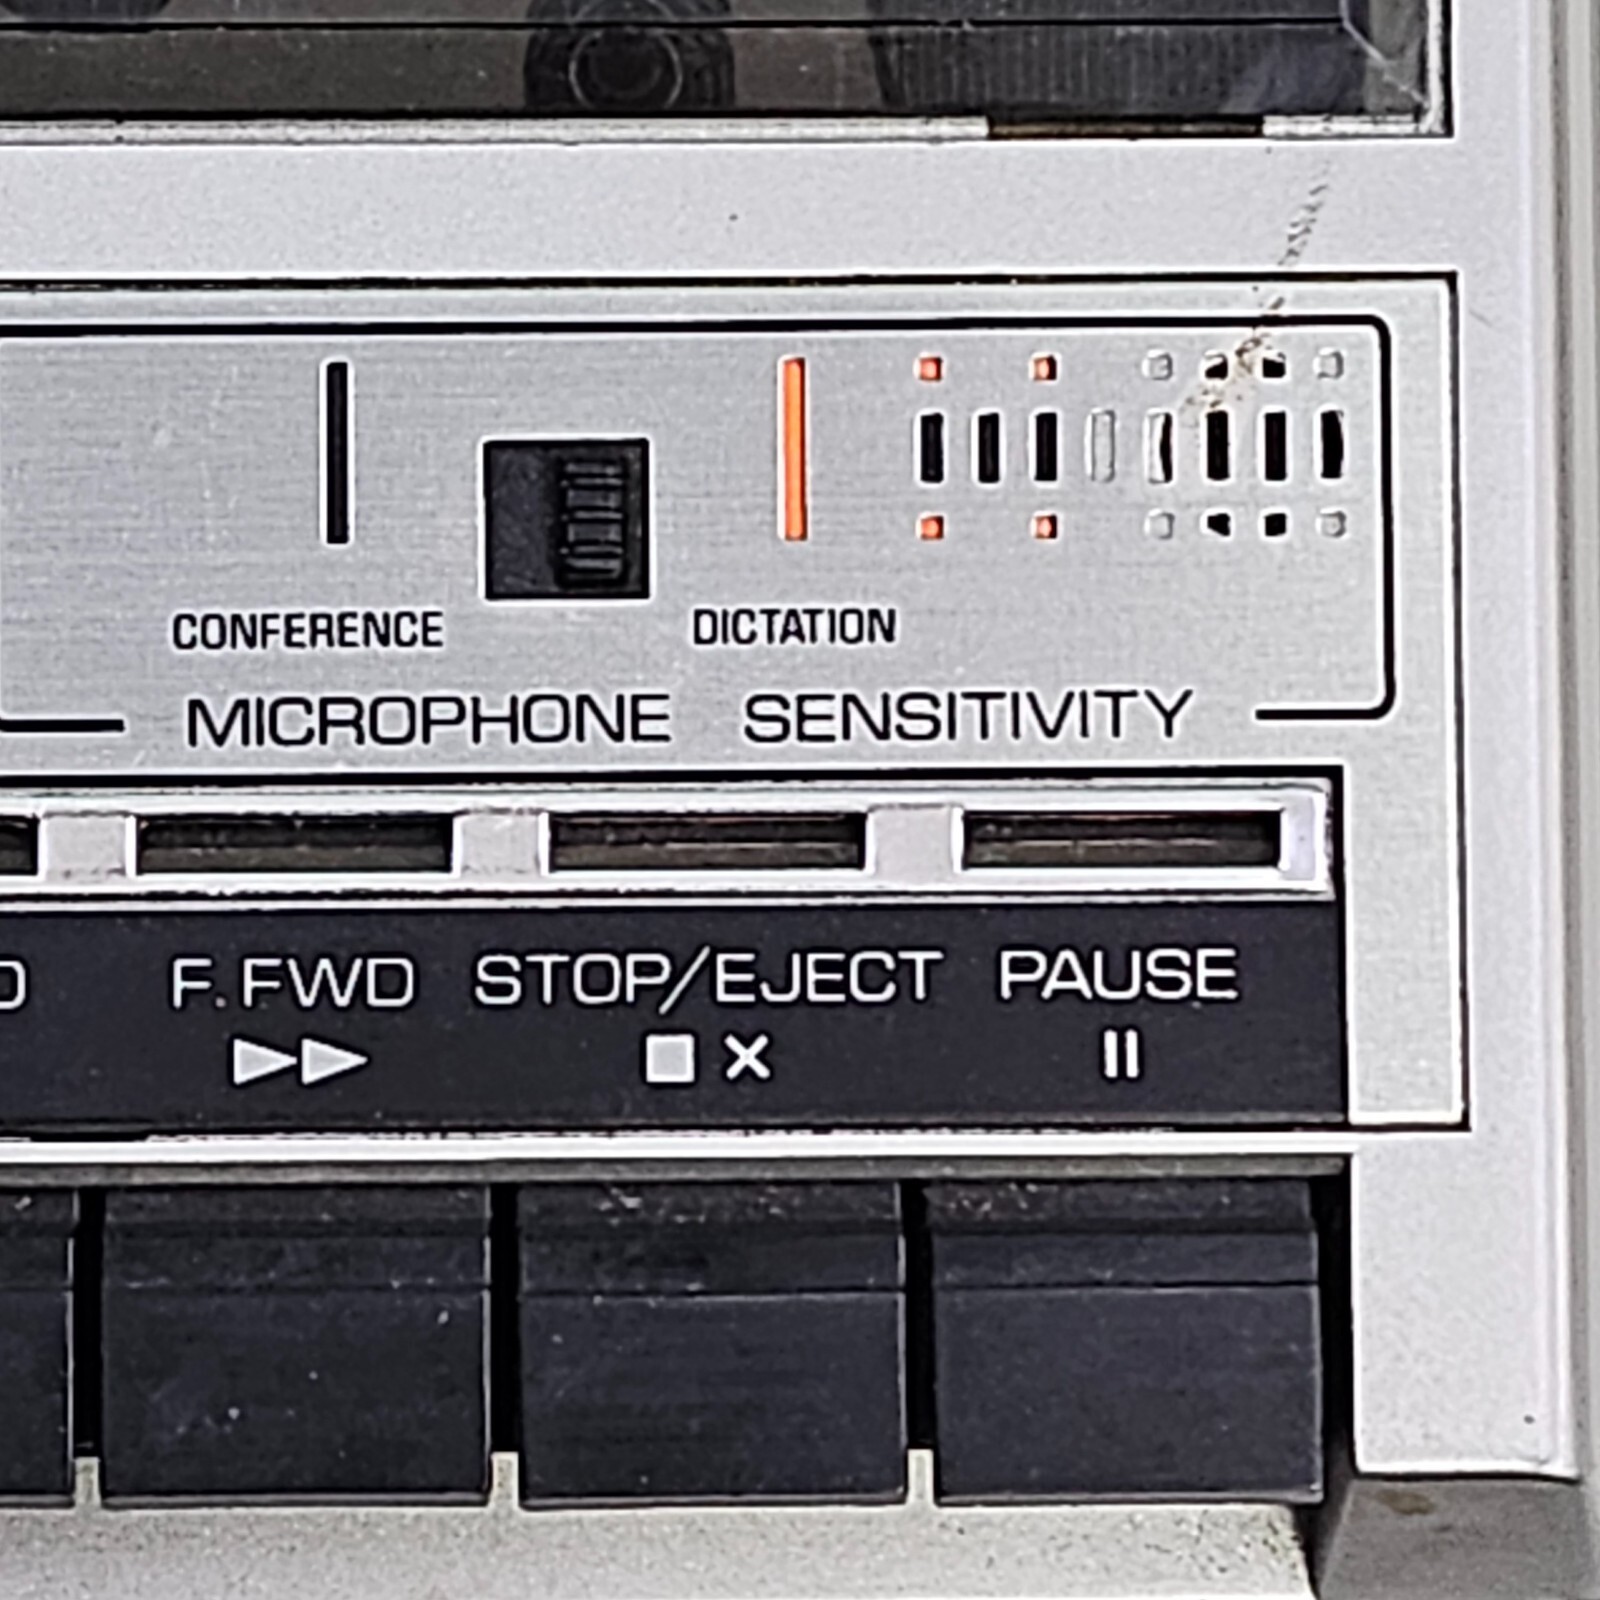 CONFERENCE DICTATION
MICROPHONE SENSITIVITY
F. FWD STOP/EJECT PAUSE